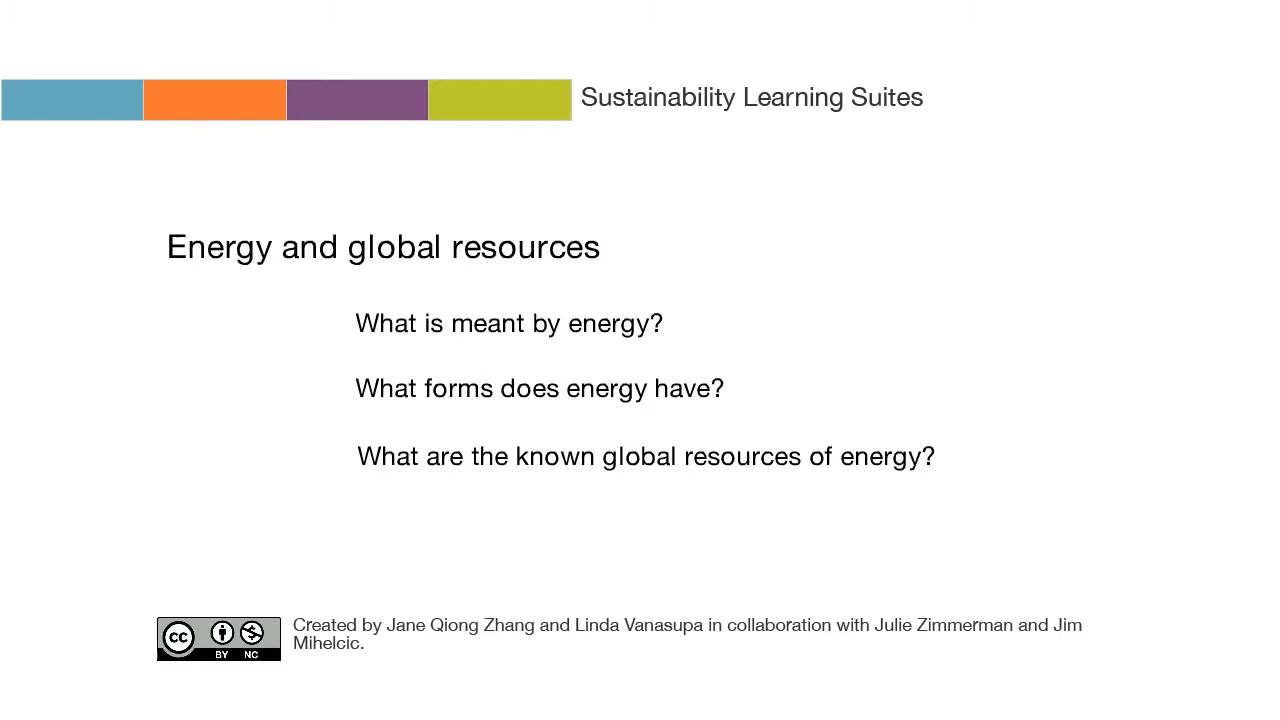 Sustainability Learning Suites
Energy and global resources
What is meant by energy?
What forms does energy have?
What are the known global resources of energy?
cc
BY NC
Created by Jane Qiong Zhang and Linda Vanasupa in collaboration with Julie Zimmerman and Jim
Mihelcic.